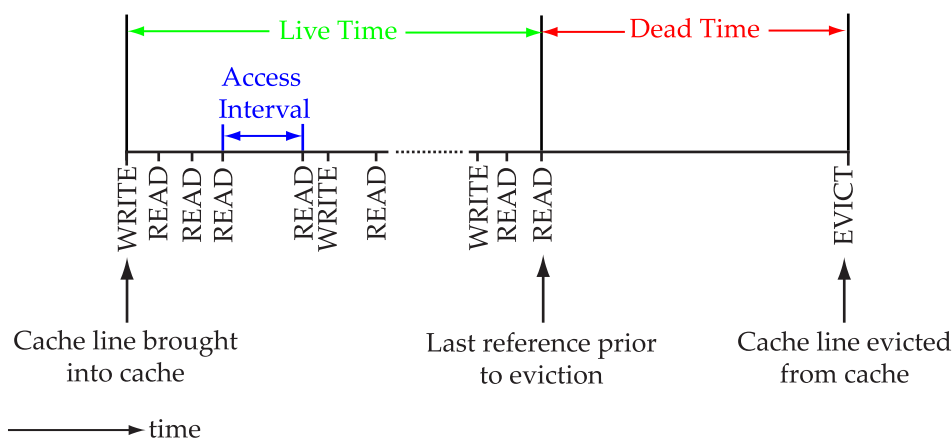 Live Time
Dead Time
Access
Interval
WRITE
READ
READ
READ
READ
WRITE
READ
WRITE
READ
READ
EVICT
Cache line brought
into cache
Last reference prior
to eviction
Cache line evicted
from cache
time